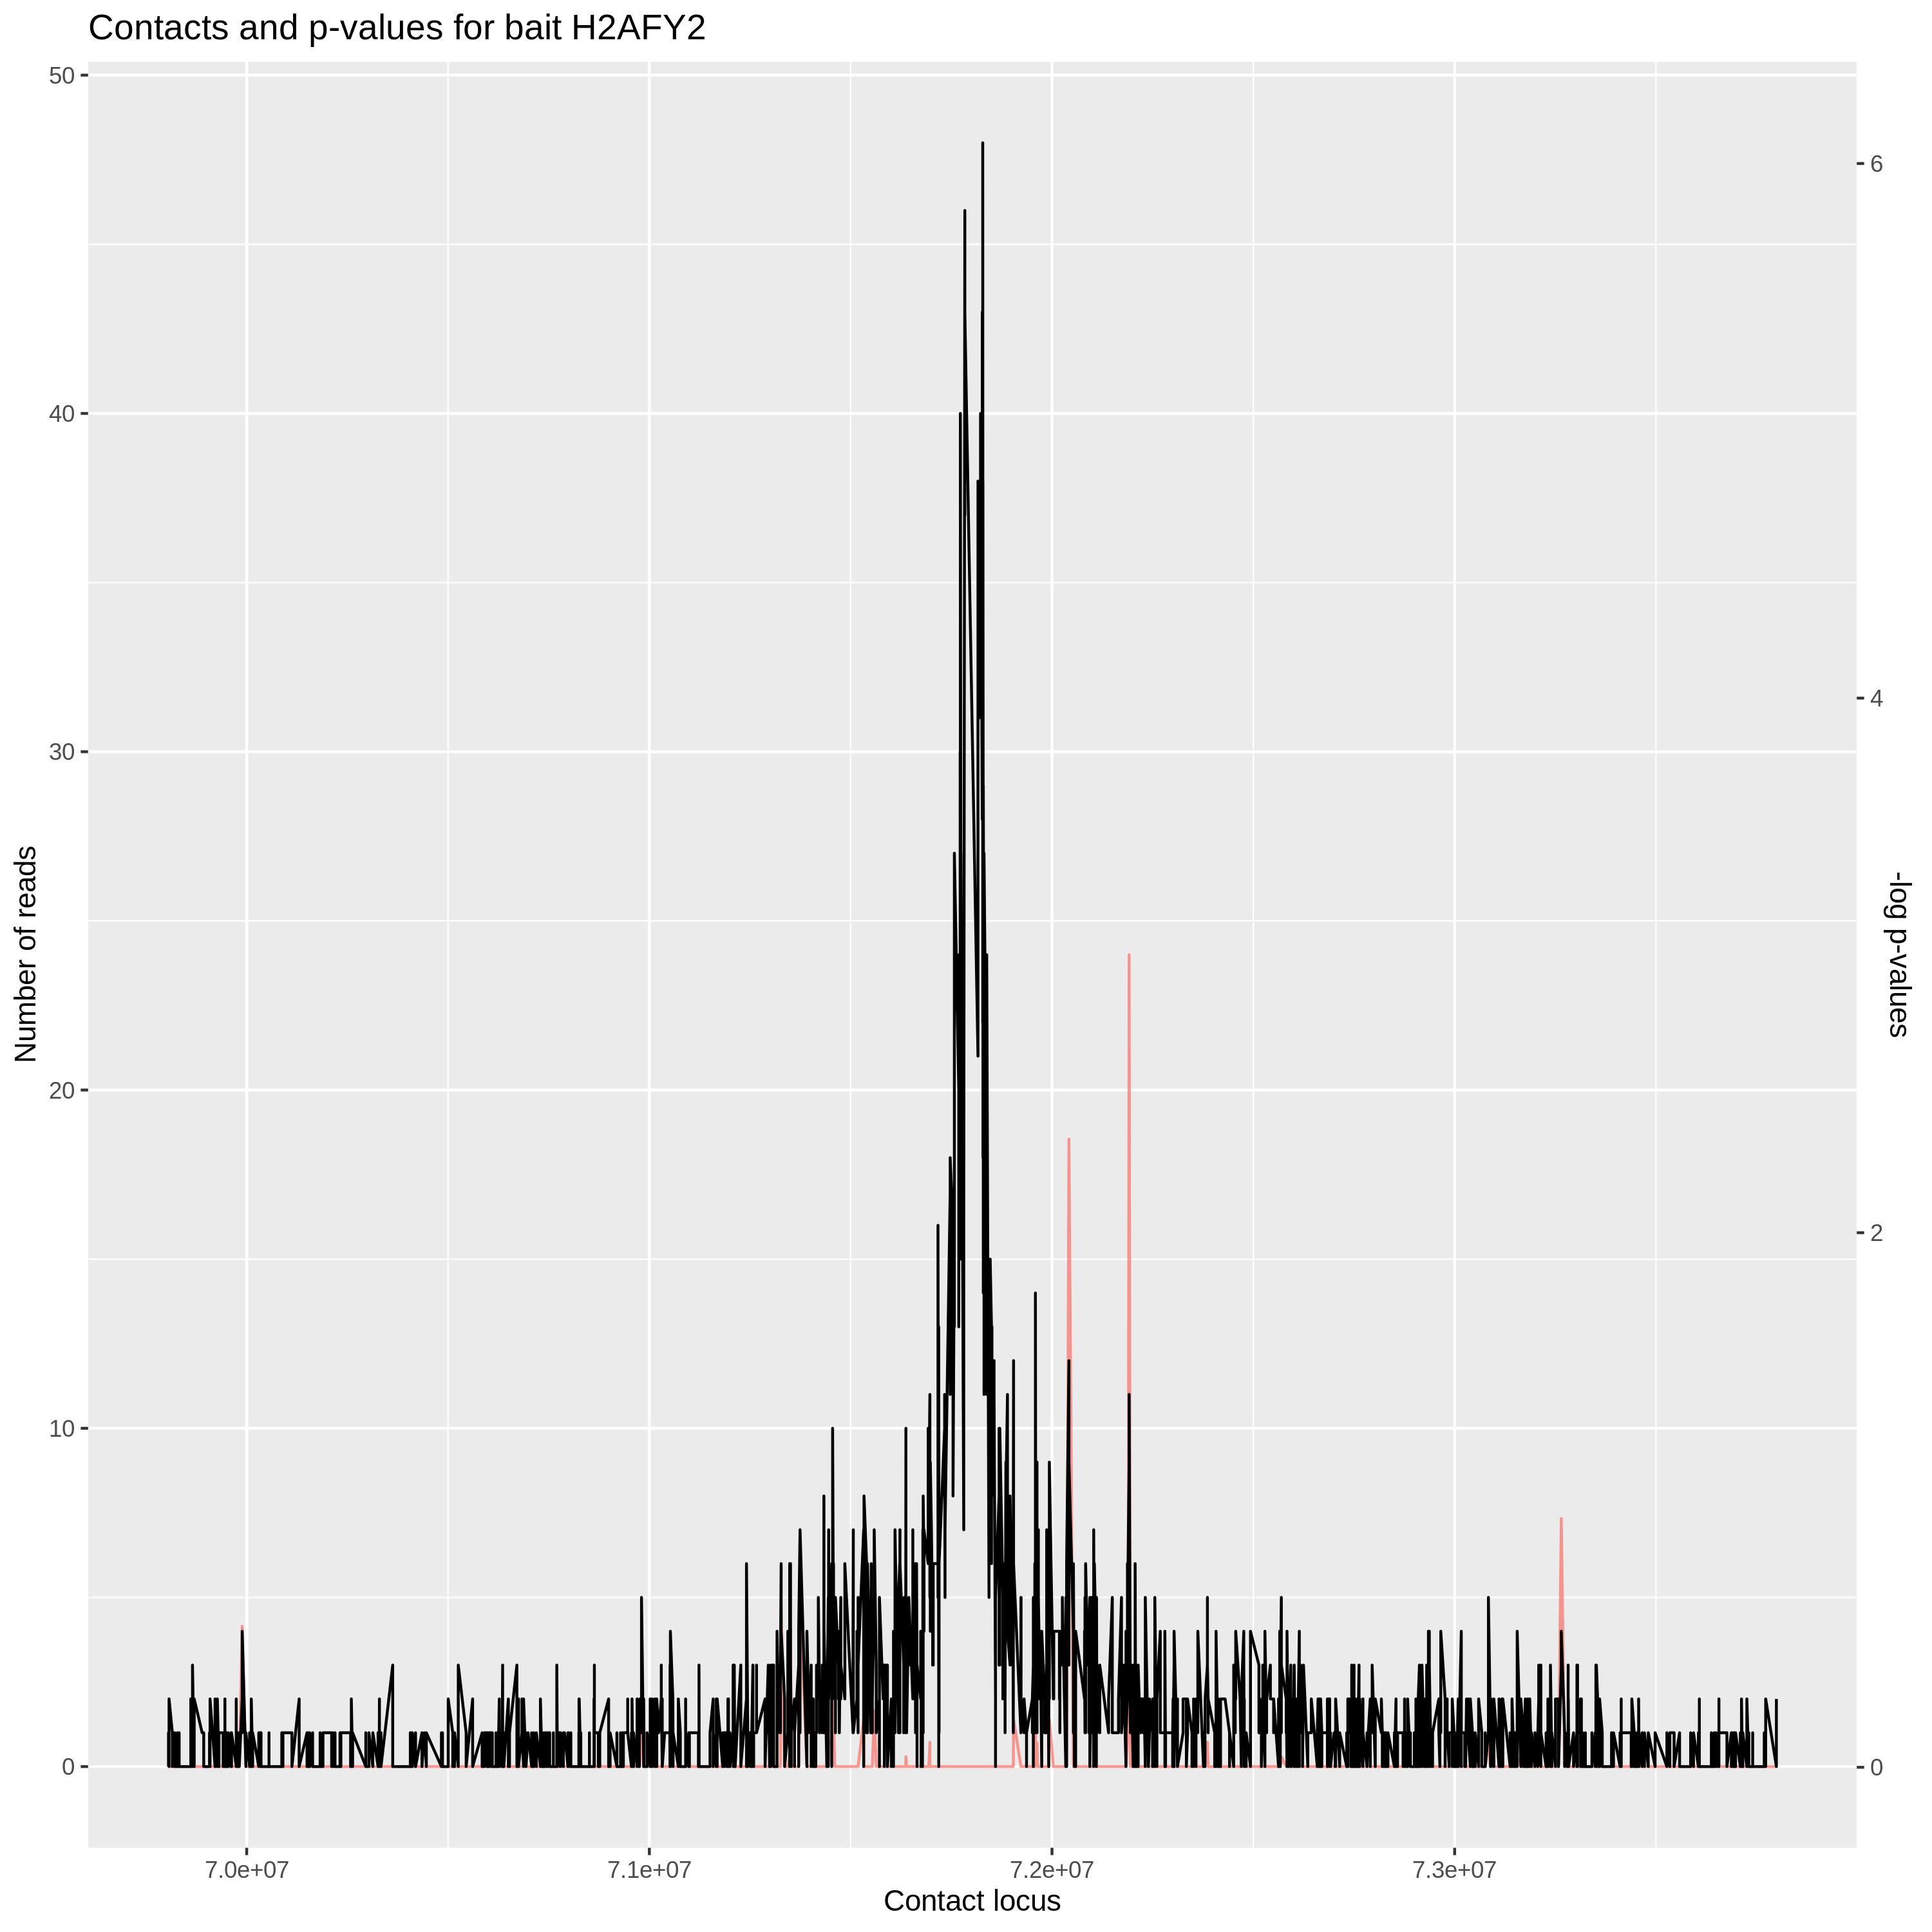 Contacts and p-values for bait H2AFY2
50
40
30
20
10
0
Number of reads
6
4
2
0
-log p-values
7.0e+07
7.1e+07
7.2e+07
7.3e+07
Contact locus